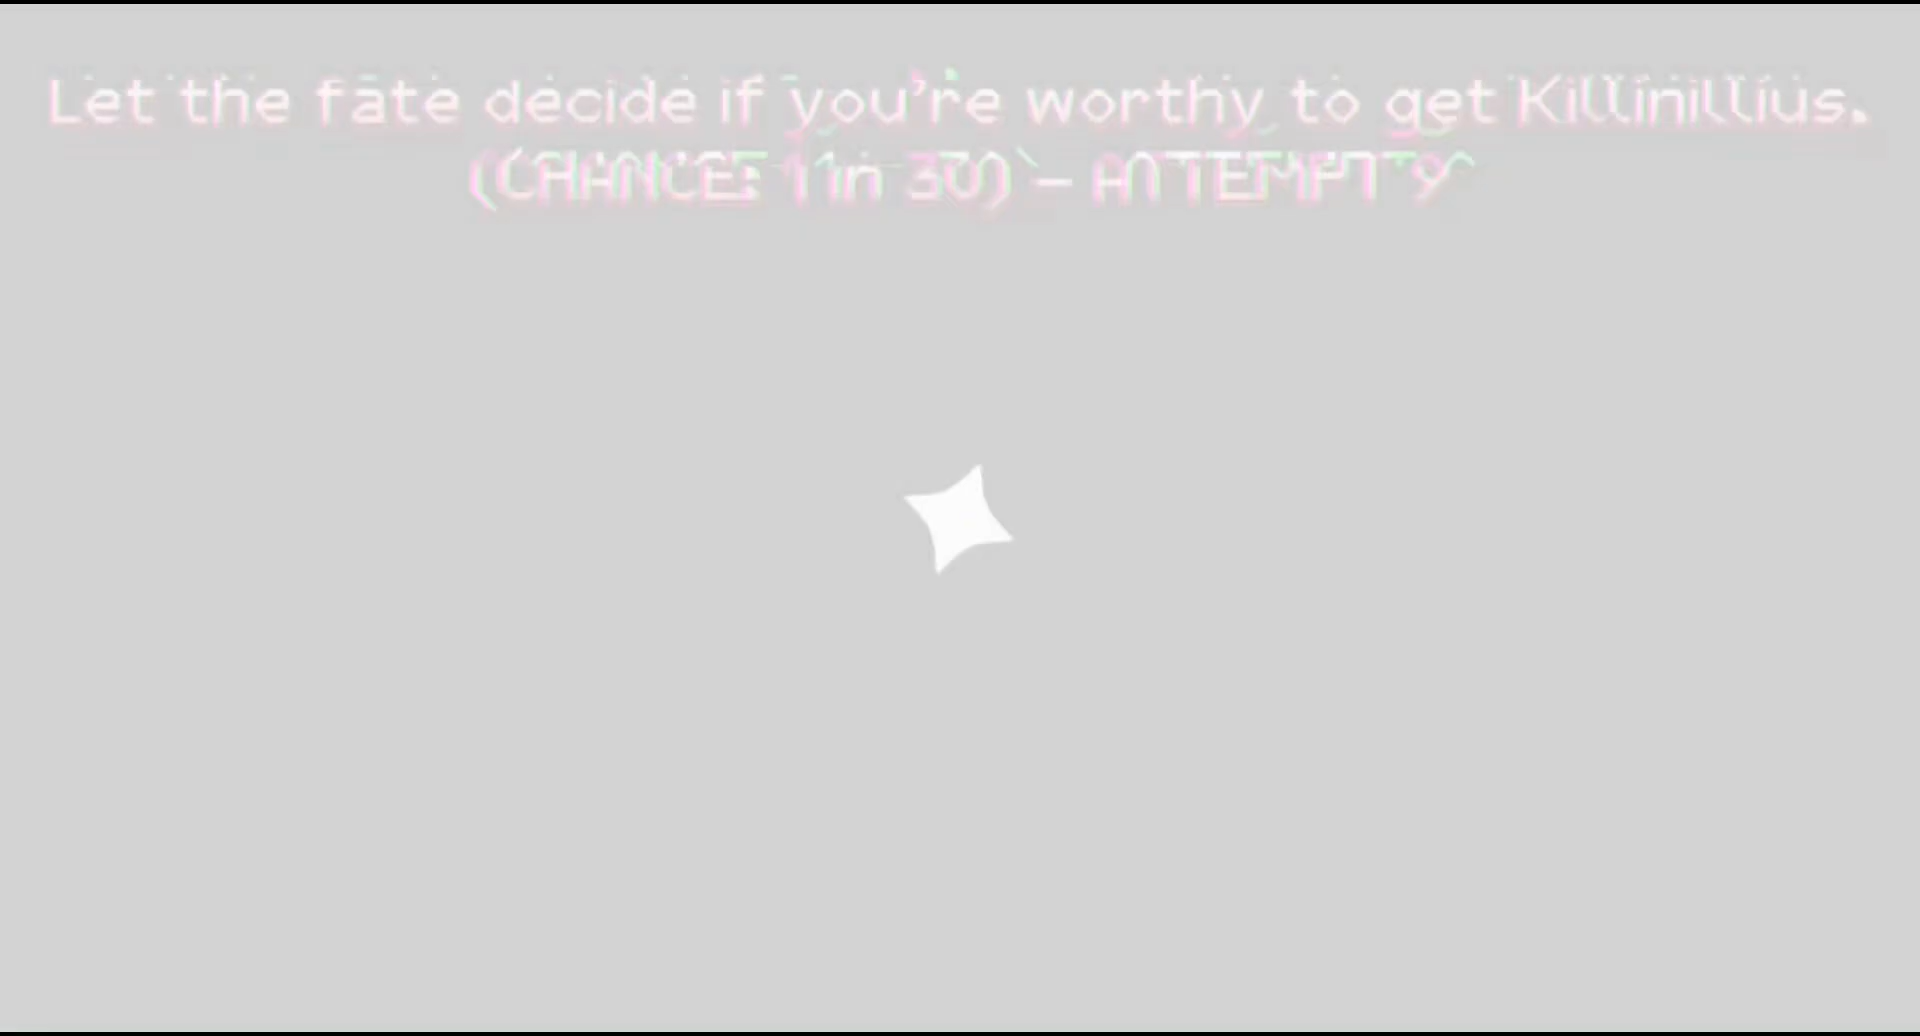 Let the fate decide if you're worthy to get Killinillius.
(CHANCE: 1 in 30) - ATTEMPT 9